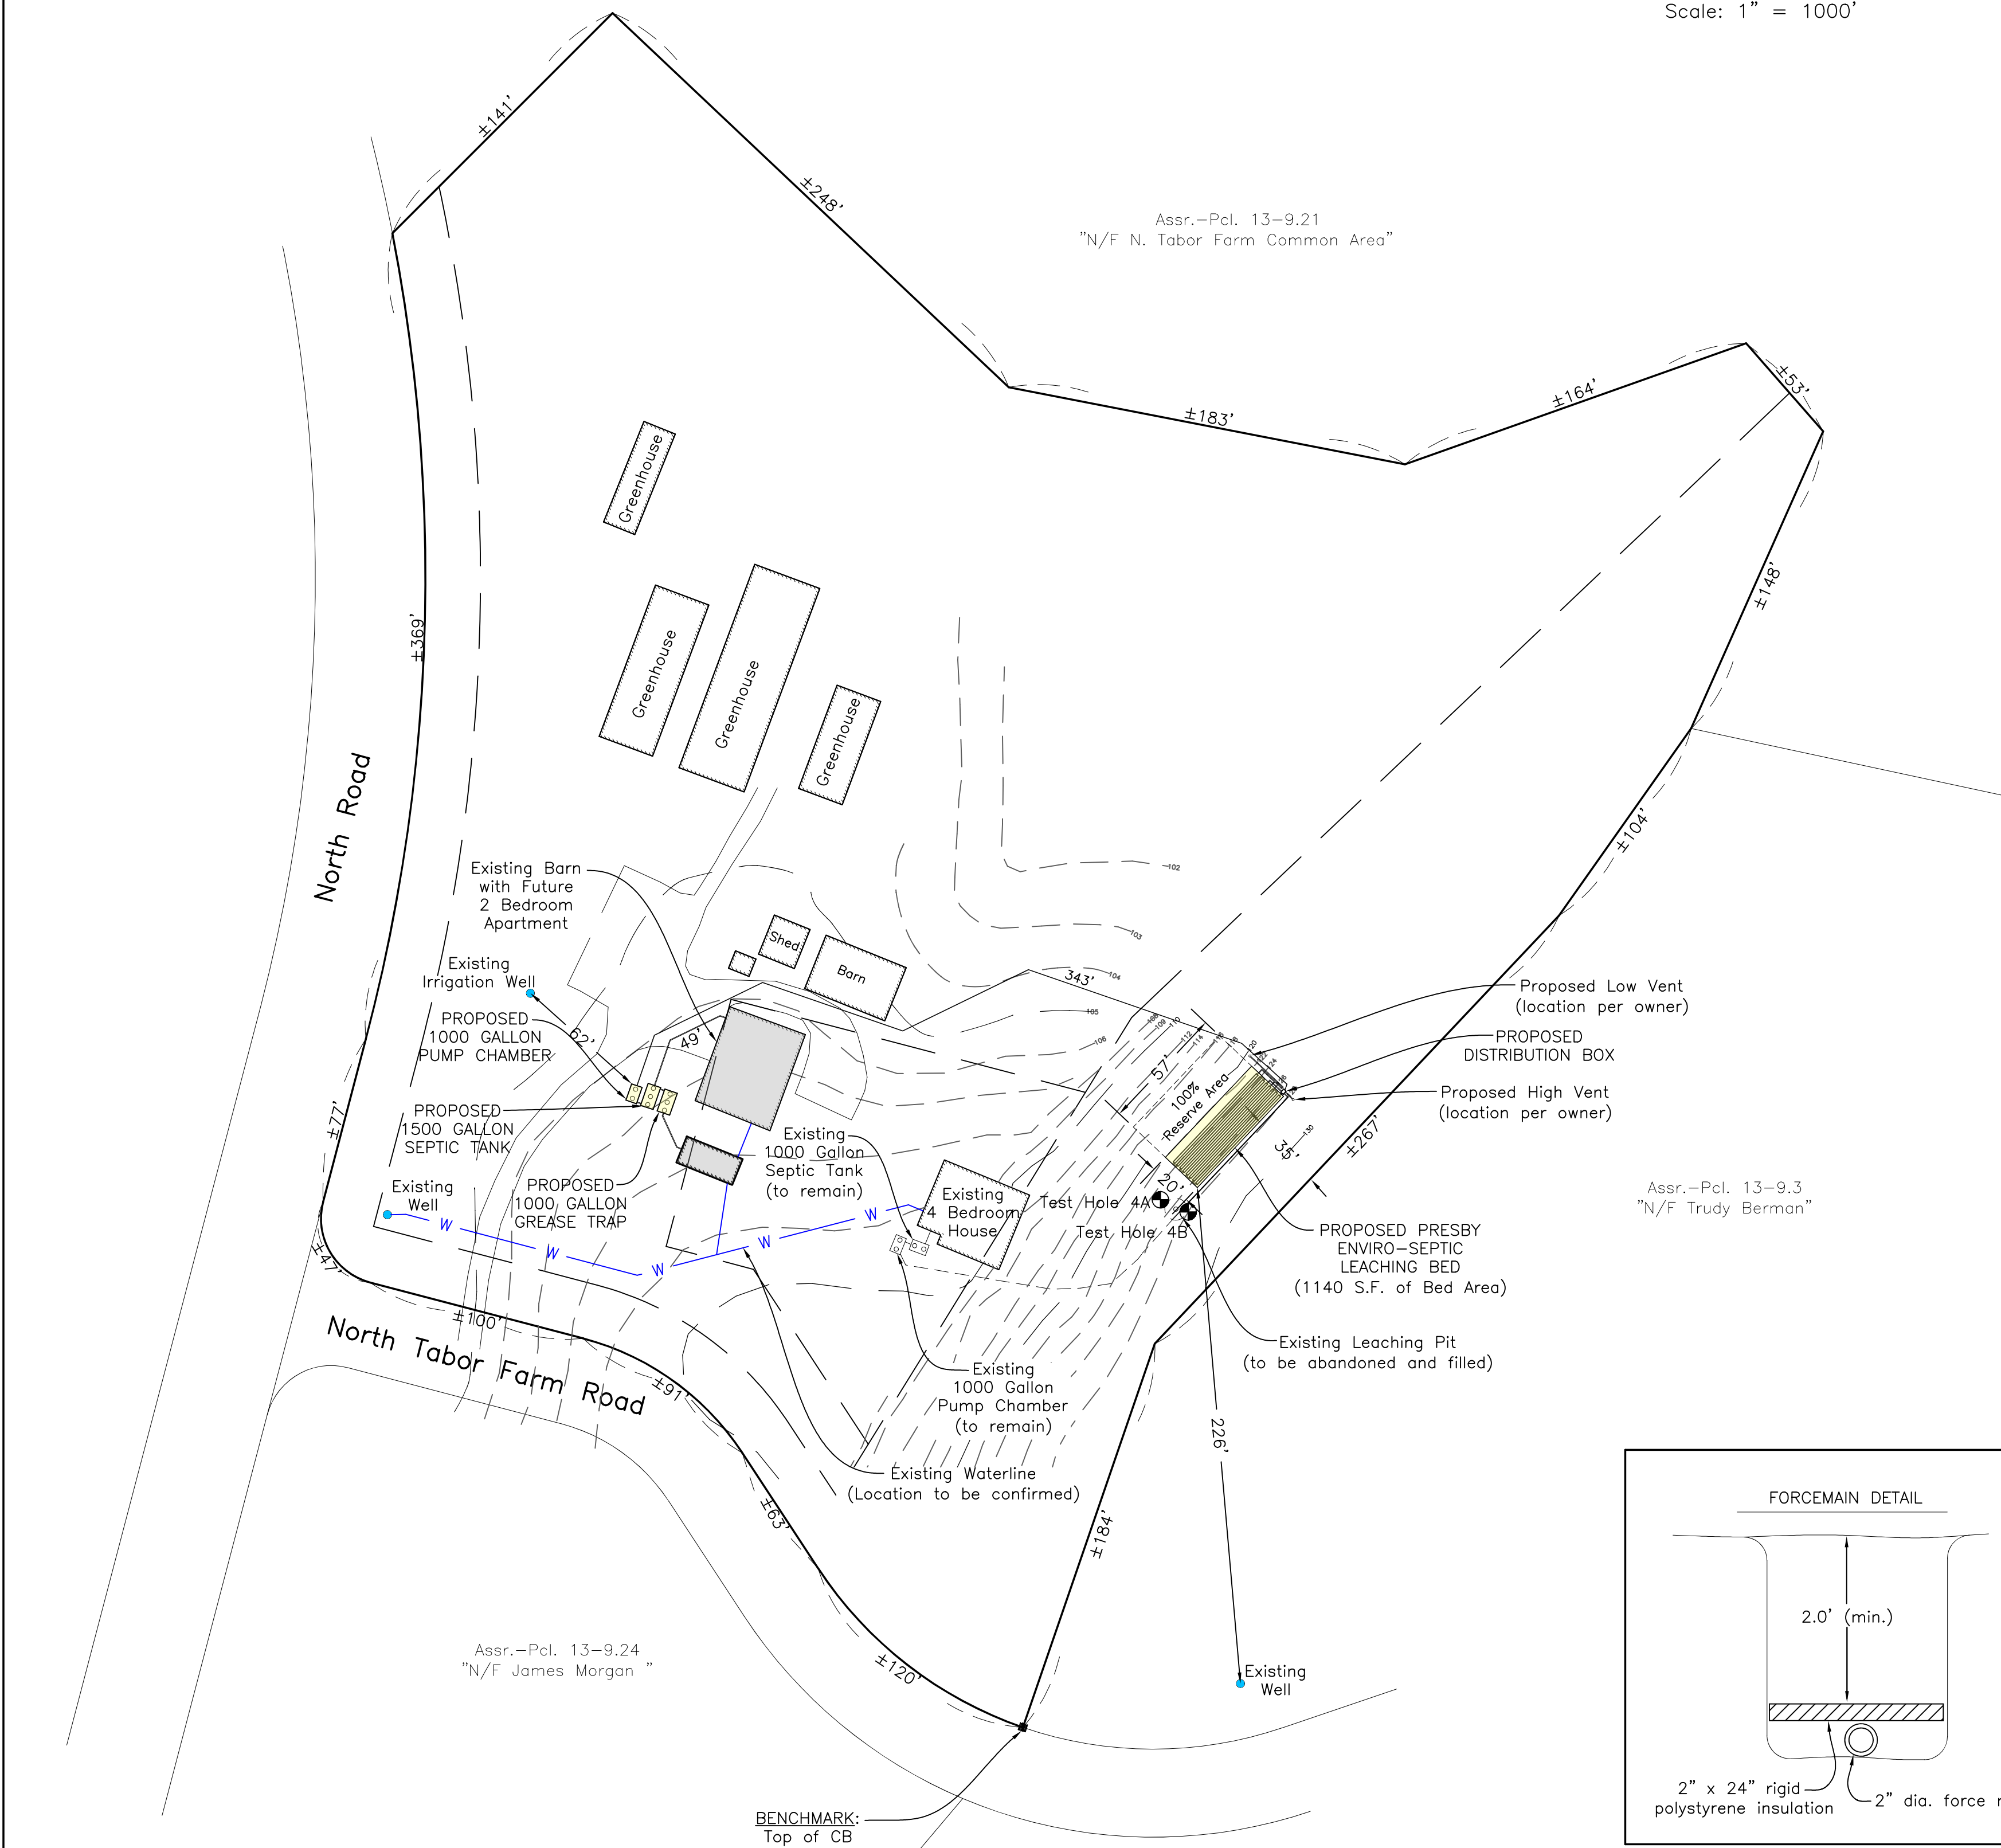 Scale: 1" = 1000'
±141'
±248'
Assr.-Pcl. 13-9.21
"N/F N. Tabor Farm Common Area"
±183'
±164'
±53'
±148'
±104'
±369'
Greenhouse
Greenhouse
Greenhouse
Greenhouse
North Road
Existing Barn
with Future
2 Bedroom
Apartment
Shed
Barn
102
103
104
105
106
343'
Existing
Irrigation Well
62'
49'
PROPOSED
1000 GALLON
PUMP CHAMBER
PROPOSED
1500 GALLON
SEPTIC TANK
PROPOSED
1000 GALLON
GREASE TRAP
±77'
Existing
Well
W
W
W
W
W
±47'
±100'
North Tabor Farm Road
±91'
±63'
±120'
Existing
1000 Gallon
Septic Tank
(to remain)
Existing
4 Bedroom
House
109
110
112
114
57'
100%
Reserve Area
20'
35'
130
Test Hole 4A
Test Hole 4B
Proposed Low Vent
(location per owner)
PROPOSED
DISTRIBUTION BOX
Proposed High Vent
(location per owner)
±267'
Assr.-Pcl. 13-9.3
"N/F Trudy Berman"
PROPOSED PRESBY
ENVIRO-SEPTIC
LEACHING BED
(1140 S.F. of Bed Area)
Existing Leaching Pit
(to be abandoned and filled)
Existing
1000 Gallon
Pump Chamber
(to remain)
Existing Waterline
(Location to be confirmed)
226'
±184'
Existing
Well
Assr.-Pcl. 13-9.24
"N/F James Morgan "
BENCHMARK:
Top of CB
FORCEMAIN DETAIL
2.0' (min.)
2" x 24" rigid
polystyrene insulation
2" dia. force